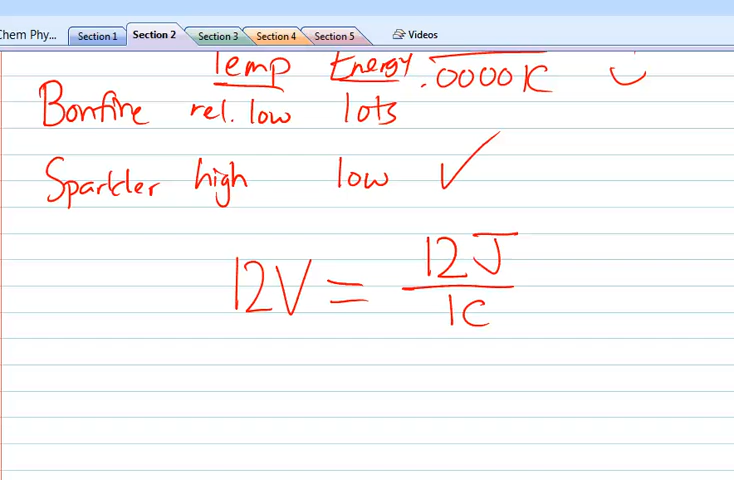 Chem Phy... Section 1 Section 2 Section 3 Section 4 Section 5 Videos
Temp Energy .00001C
Bonfire rel. low lots
Sparkler high low ✓
12V = 12J
1C